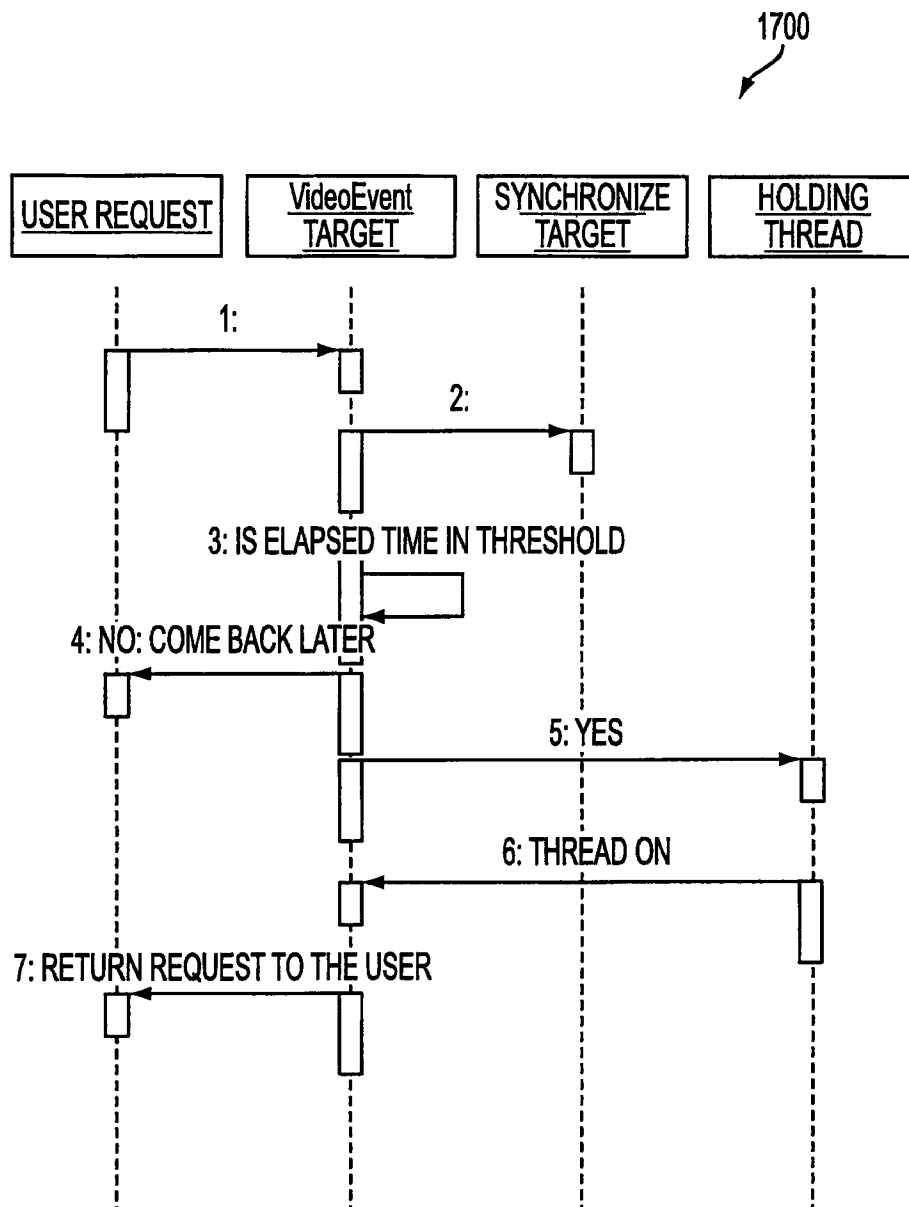 1700
USER REQUEST
VideoEvent
TARGET
SYNCHRONIZE
TARGET
HOLDING
THREAD
1:
2:
3: IS ELAPSED TIME IN THRESHOLD
4: NO: COME BACK LATER
5: YES
6: THREAD ON
7: RETURN REQUEST TO THE USER